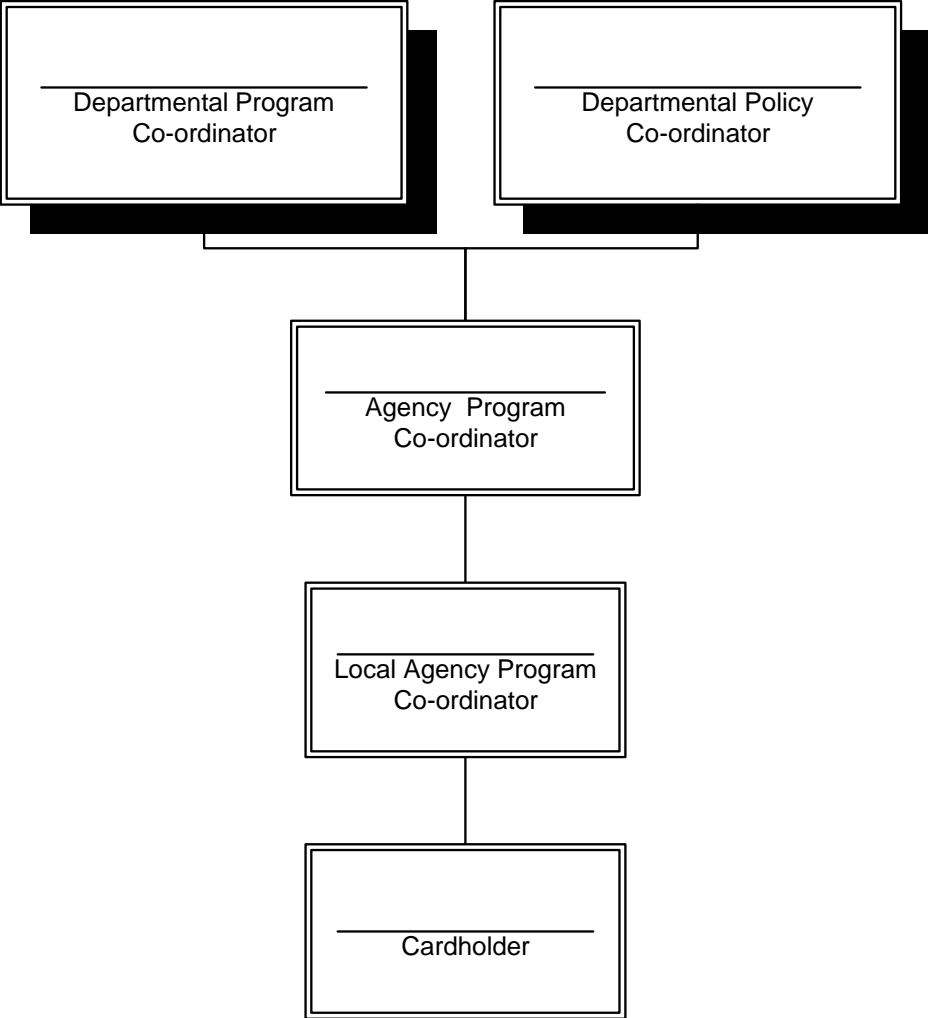 Departmental Program
Co-ordinator
Departmental Policy
Co-ordinator
Agency  Program
Co-ordinator
Local Agency Program
Co-ordinator
Cardholder